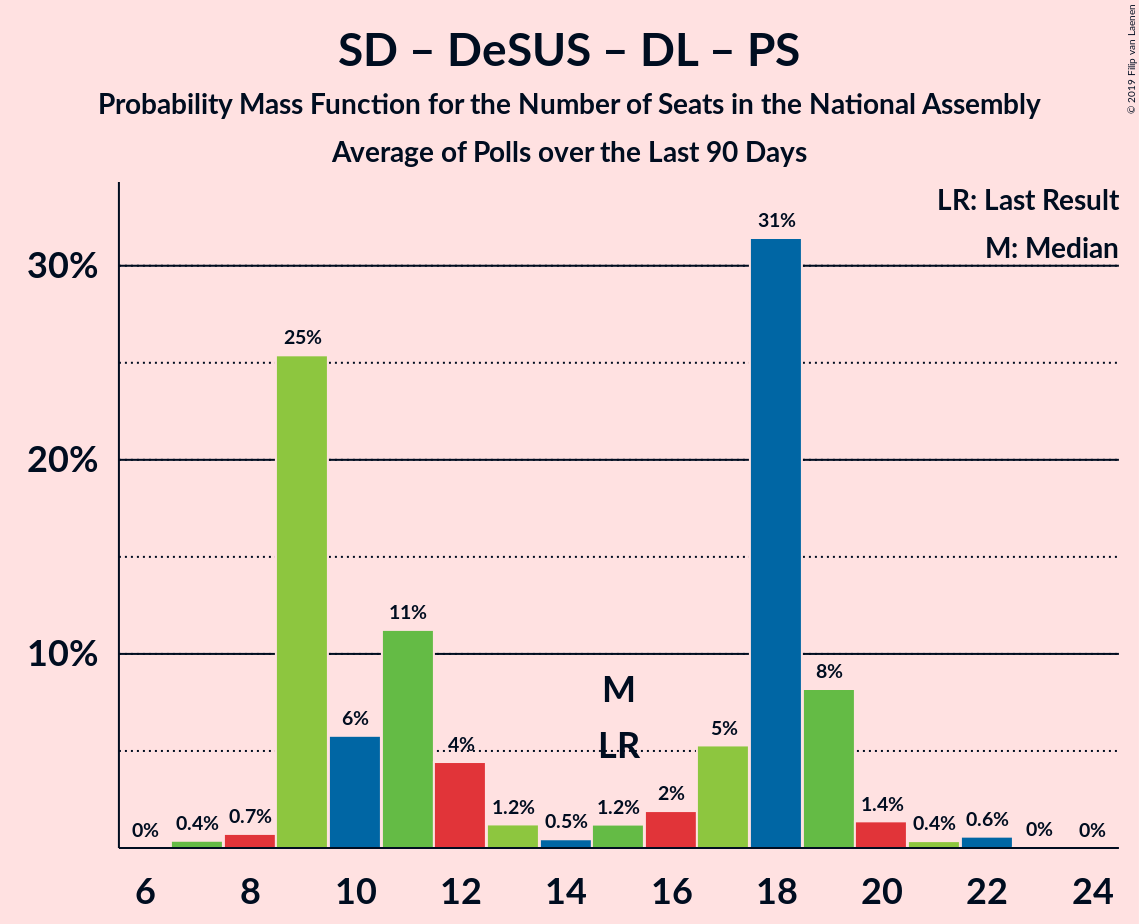 SD – DeSUS – DL – PS
Probability Mass Function for the Number of Seats in the National Assembly
Average of Polls over the Last 90 Days
© 2019 Filip van Laenen
LR: Last Result
M: Median
30%
20%
10%
0%
0.4%
0.7%
25%
6%
11%
4%
1.2%
0.5%
1.2%
2%
5%
31%
8%
1.4%
0.4%
0.6%
0%
0%
M
LR
6 8 10 12 14 16 18 20 22 24